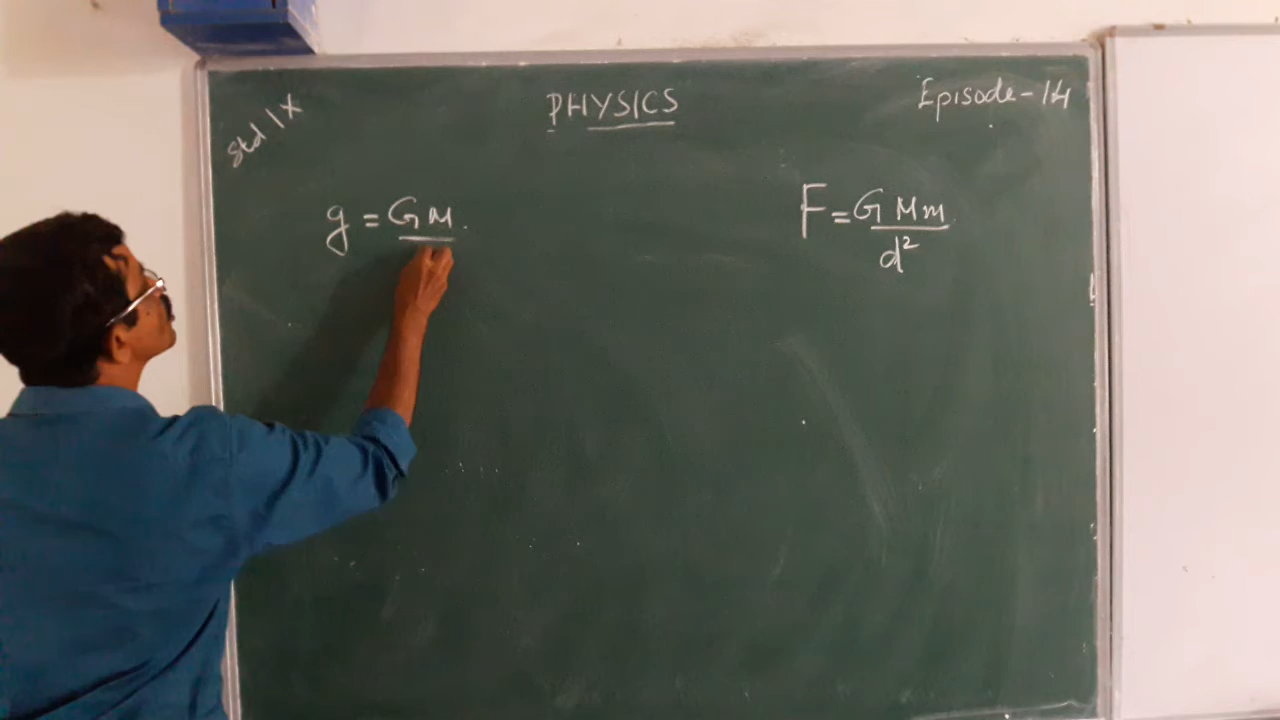 Std IX
PHYSICS
Episode-14
g = GM
F = GMm
d²